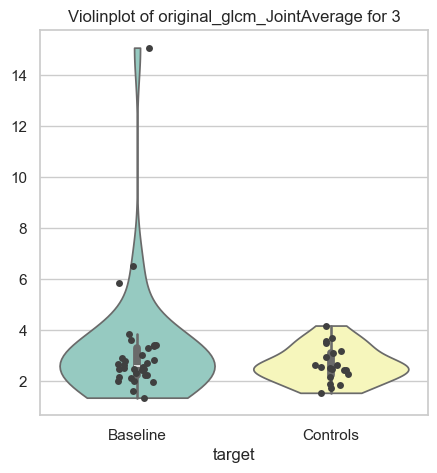 Violinplot of original_glcm_JointAverage for 3
14
12
10
8
6
4
2
Baseline
Controls
target